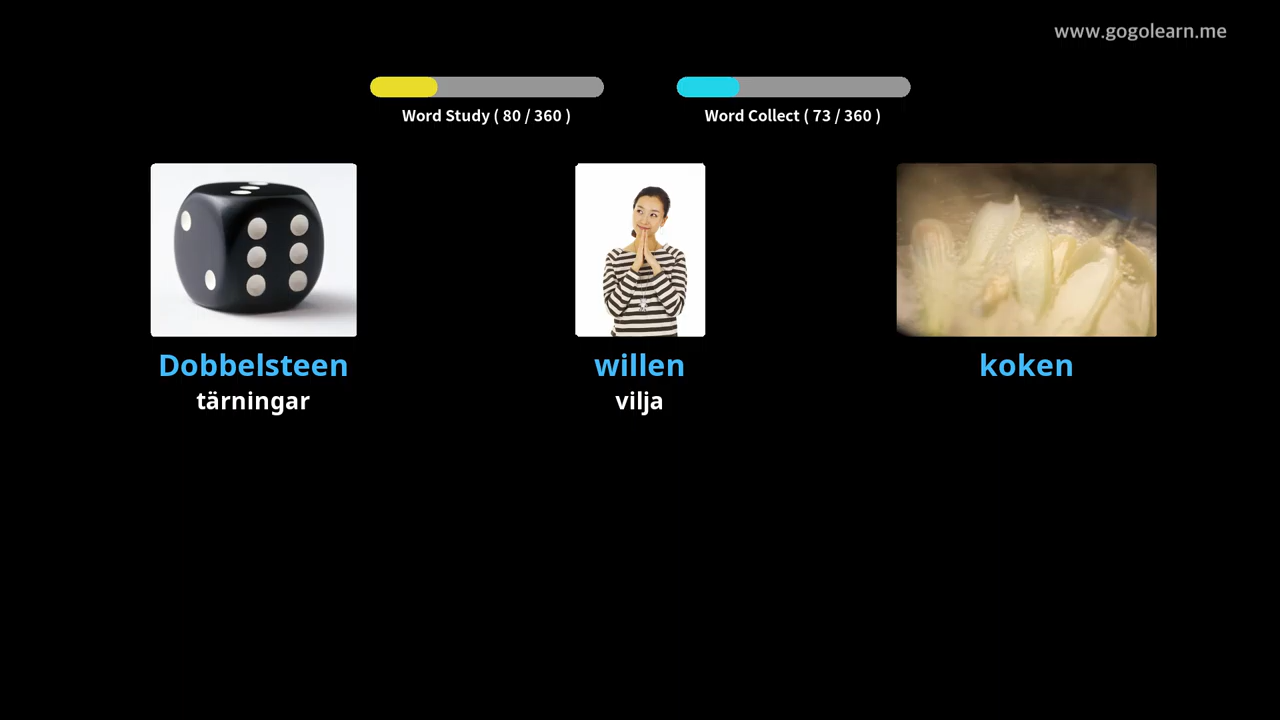 www.gogolearn.me
Word Study ( 80 / 360 )
Word Collect ( 73 / 360 )
Dobbelsteen
tärningar
willen
vilja
koken